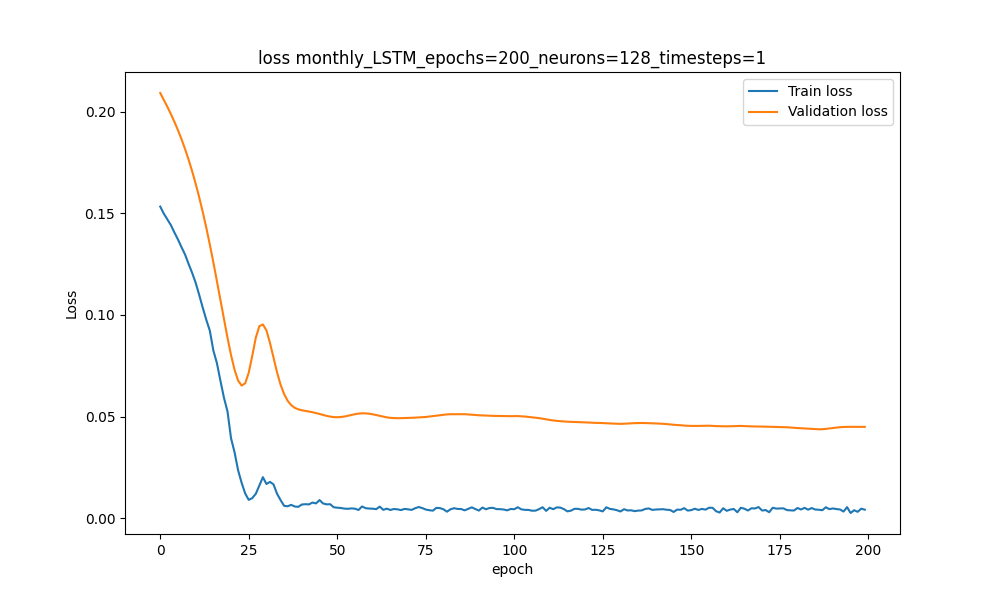 loss monthly_LSTM_epochs=200_neurons=128_timesteps=1
Train loss
Validation loss
Loss
0.20
0.15
0.10
0.05
0.00
0 25 50 75 100 125 150 175 200
epoch